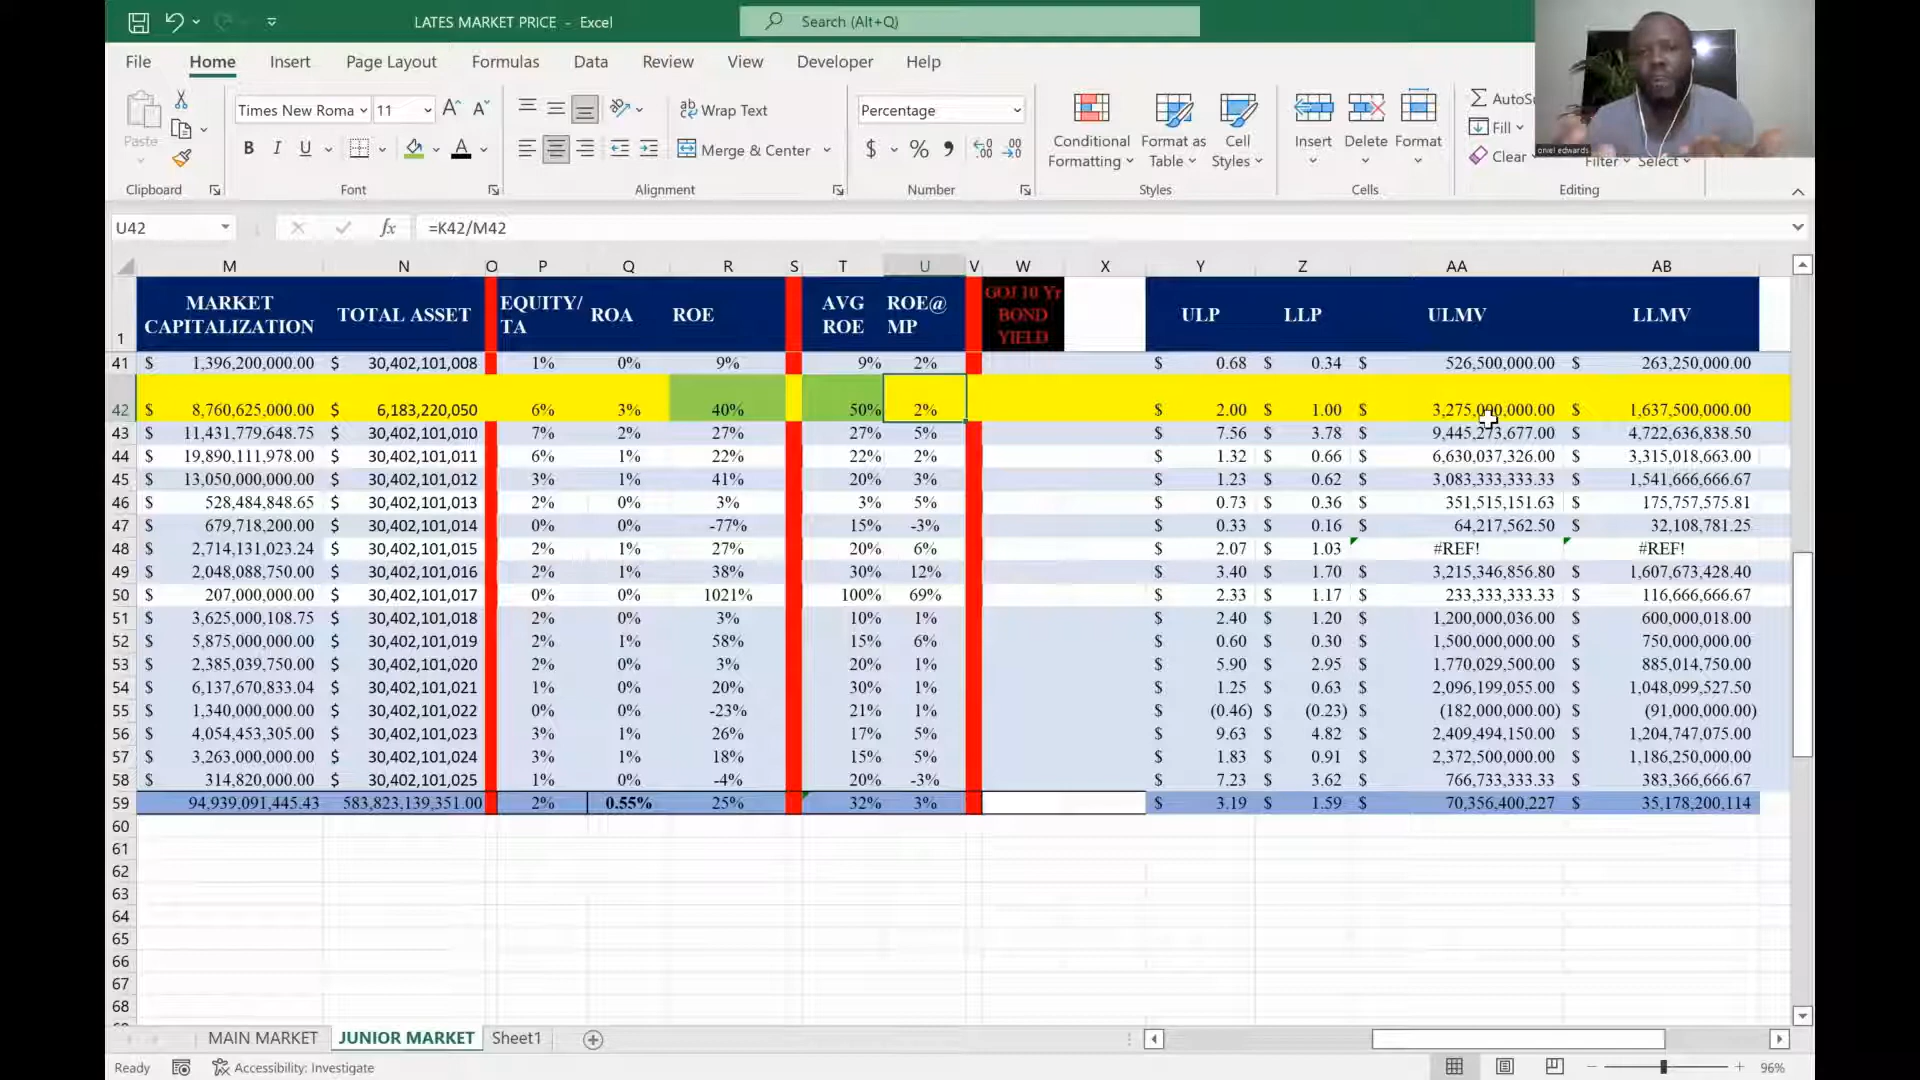 LATES MARKET PRICE - Excel
Search (Alt+Q)
File Home Insert Page Layout Formulas Data Review View Developer Help
Times New Roma 11 Wrap Text Percentage AutoSu
Paste Merge & Center Conditional Formatting Format as Table Cell Styles Insert Delete Format Fill Clear Filter Select
oniel edwards
Clipboard Font Alignment Number Styles Cells Editing
U42 fx =K42/M42
M N O P Q R S T U V W X Y Z AA AB
1 MARKET CAPITALIZATION TOTAL ASSET EQUITY/ TA ROA ROE AVG ROE ROE@ MP GOJ 10 Yr BOND YIELD ULP LLP ULMV LLMV
41 $ 1,396,200,000.00 $ 30,402,101,008 1% 0% 9% 9% 2% $ 0.68 $ 0.34 $ 526,500,000.00 $ 263,250,000.00
42 $ 8,760,625,000.00 $ 6,183,220,050 6% 3% 40% 50% 2% $ 2.00 $ 1.00 $ 3,275,000,000.00 $ 1,637,500,000.00
43 $ 11,431,779,648.75 $ 30,402,101,010 7% 2% 27% 27% 5% $ 7.56 $ 3.78 $ 9,445,273,677.00 $ 4,722,636,838.50
44 $ 19,890,111,978.00 $ 30,402,101,011 6% 1% 22% 22% 2% $ 1.32 $ 0.66 $ 6,630,037,326.00 $ 3,315,018,663.00
45 $ 13,050,000,000.00 $ 30,402,101,012 3% 1% 41% 20% 3% $ 1.23 $ 0.62 $ 3,083,333,333.33 $ 1,541,666,666.67
46 $ 528,484,848.65 $ 30,402,101,013 2% 0% 3% 3% 5% $ 0.73 $ 0.36 $ 351,515,151.63 $ 175,757,575.81
47 $ 679,718,200.00 $ 30,402,101,014 0% 0% -77% 15% -3% $ 0.33 $ 0.16 $ 64,217,562.50 $ 32,108,781.25
48 $ 2,714,131,023.24 $ 30,402,101,015 2% 1% 27% 20% 6% $ 2.07 $ 1.03 #REF! #REF!
49 $ 2,048,088,750.00 $ 30,402,101,016 2% 1% 38% 30% 12% $ 3.40 $ 1.70 $ 3,215,346,856.80 $ 1,607,673,428.40
50 $ 207,000,000.00 $ 30,402,101,017 0% 0% 1021% 100% 69% $ 2.33 $ 1.17 $ 233,333,333.33 $ 116,666,666.67
51 $ 3,625,000,108.75 $ 30,402,101,018 2% 0% 3% 10% 1% $ 2.40 $ 1.20 $ 1,200,000,036.00 $ 600,000,018.00
52 $ 5,875,000,000.00 $ 30,402,101,019 2% 1% 58% 15% 6% $ 0.60 $ 0.30 $ 1,500,000,000.00 $ 750,000,000.00
53 $ 2,385,039,750.00 $ 30,402,101,020 2% 0% 3% 20% 1% $ 5.90 $ 2.95 $ 1,770,029,500.00 $ 885,014,750.00
54 $ 6,137,670,833.04 $ 30,402,101,021 1% 0% 20% 30% 1% $ 1.25 $ 0.63 $ 2,096,199,055.00 $ 1,048,099,527.50
55 $ 1,340,000,000.00 $ 30,402,101,022 0% 0% -23% 21% 1% $ (0.46) $ (0.23) $ (182,000,000.00) $ (91,000,000.00)
56 $ 4,054,453,305.00 $ 30,402,101,023 3% 1% 26% 17% 5% $ 9.63 $ 4.82 $ 2,409,494,150.00 $ 1,204,747,075.00
57 $ 3,263,000,000.00 $ 30,402,101,024 3% 1% 18% 15% 5% $ 1.83 $ 0.91 $ 2,372,500,000.00 $ 1,186,250,000.00
58 $ 314,820,000.00 $ 30,402,101,025 1% 0% -4% 20% -3% $ 7.23 $ 3.62 $ 766,733,333.33 $ 383,366,666.67
59 94,939,091,445.43 583,823,139,351.00 2% 0.55% 25% 32% 3% $ 3.19 $ 1.59 $ 70,356,400,227 $ 35,178,200,114
60
61
62
63
64
65
66
67
68
MAIN MARKET JUNIOR MARKET Sheet1
Ready Accessibility: Investigate 96%